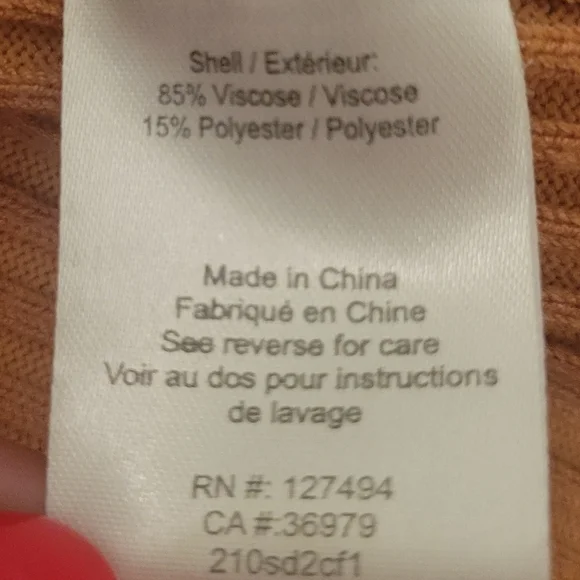 Shell / Extérieur:
85% Viscose / Viscose
15% Polyester / Polyester
Made in China
Fabriqué en Chine
See reverse for care
Voir au dos pour instructions
de lavage
RN #: 127494
CA #:36979
210sd2cf1